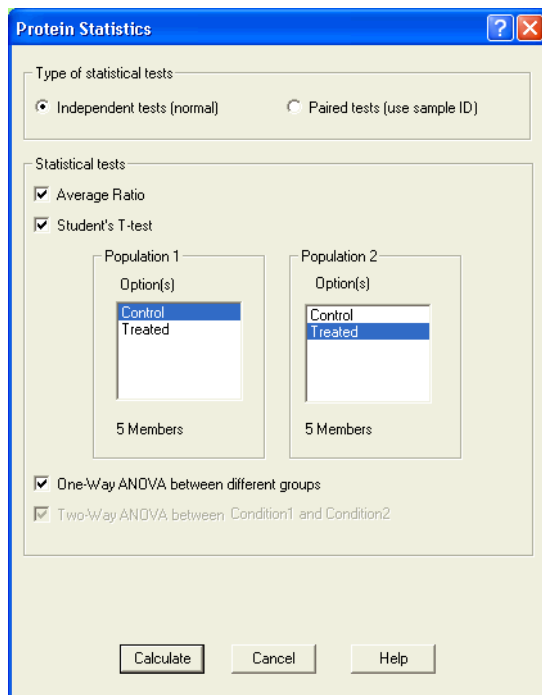 Protein Statistics
Type of statistical tests
Independent tests (normal) Paired tests (use sample ID)
Statistical tests
Average Ratio
Student's T-test
Population 1 Population 2
Option(s) Option(s)
Control Control
Treated Treated
5 Members 5 Members
One-Way ANOVA between different groups
Two-Way ANOVA between Condition1 and Condition2
Calculate Cancel Help